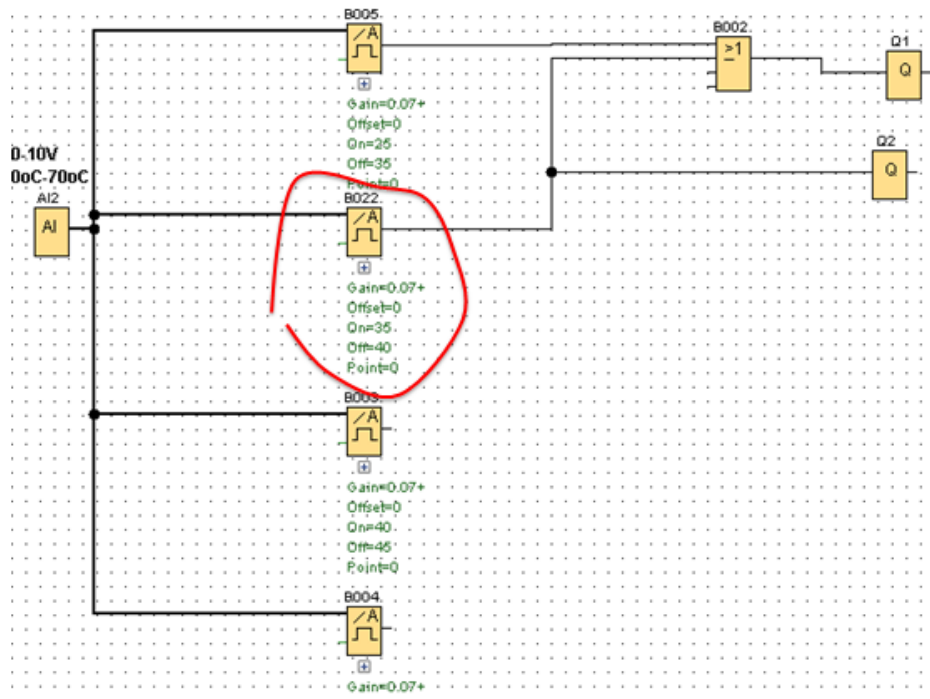 B005
/A
Gain=0.07+
Offset=0
On=25
Off=35
Point=0
B002
>1
Q1
Q
Q2
Q
0-10V
0oC-70oC
AI2
AI
B022
/A
Gain=0.07+
Offset=0
On=35
Off=40
Point=0
B003
/A
Gain=0.07+
Offset=0
On=40
Off=45
Point=0
B004
/A
Gain=0.07+